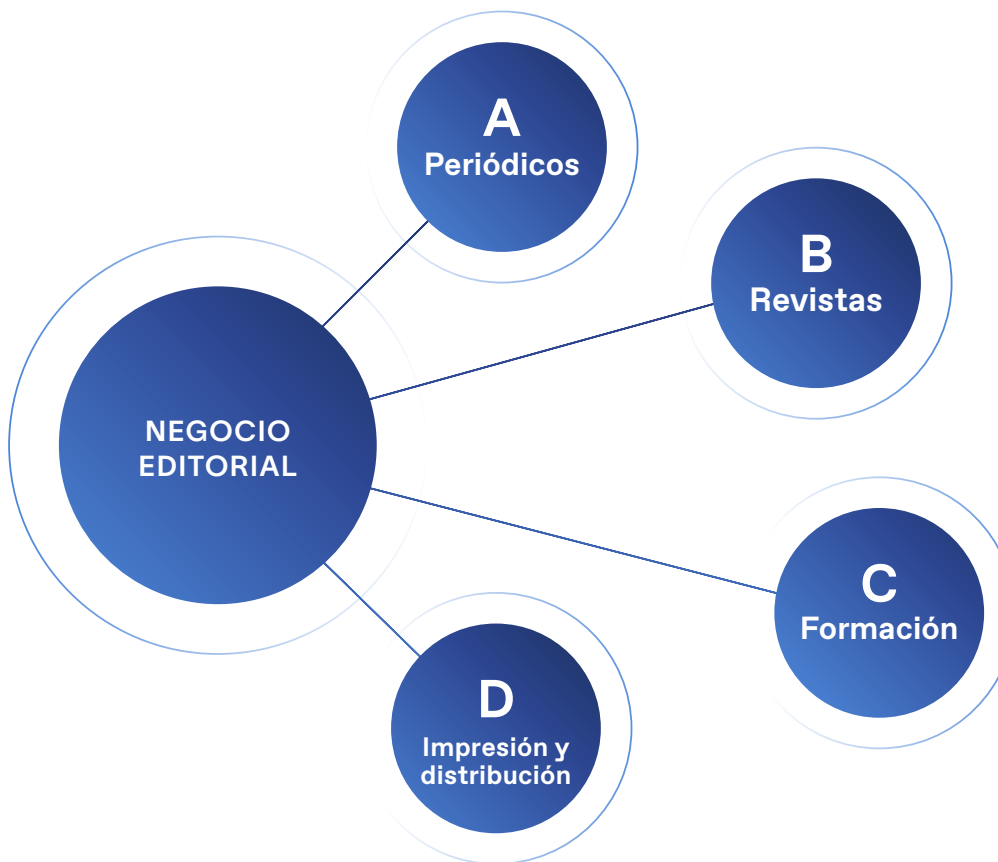 A
Periódicos
B
Revistas
NEGOCIO
EDITORIAL
C
Formación
D
Impresión y
distribución